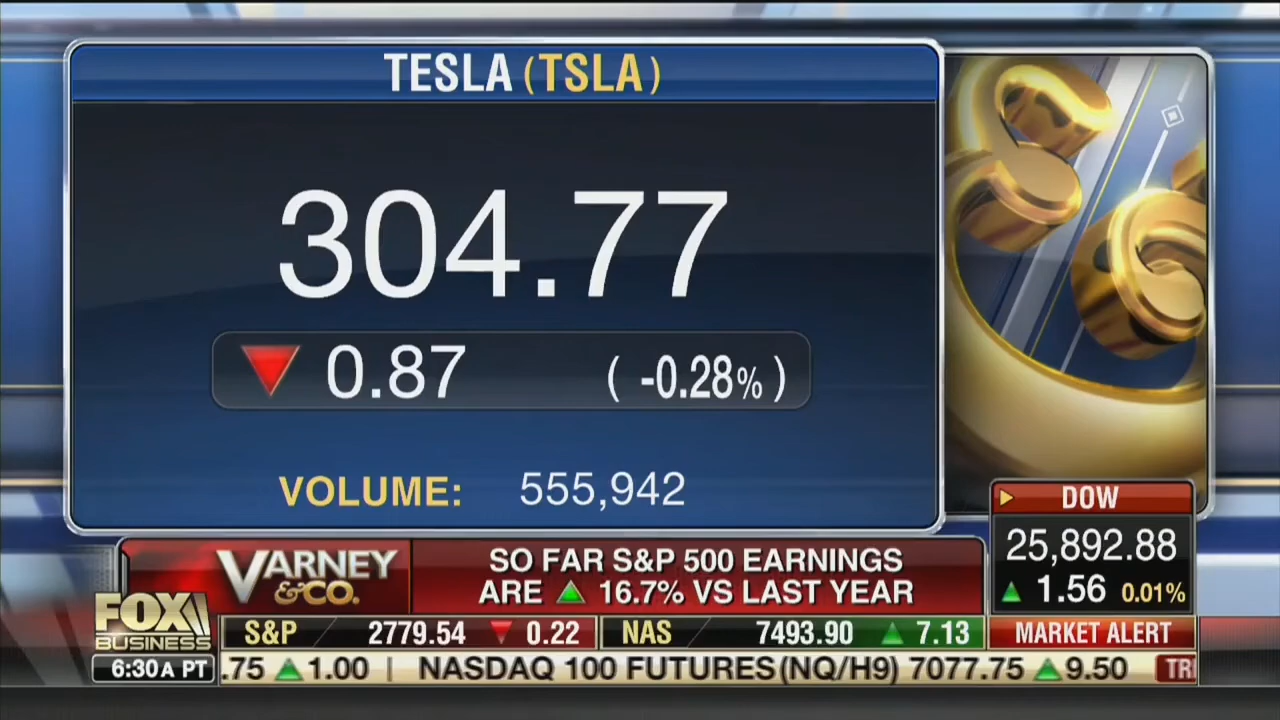 TESLA (TSLA)
304.77
▼ 0.87 ( -0.28% )
VOLUME: 555,942
VARNEY
& CO.
SO FAR S&P 500 EARNINGS
ARE ▲ 16.7% VS LAST YEAR
DOW
25,892.88
▲ 1.56 0.01%
MARKET ALERT
FOX
BUSINESS
S&P 2779.54 ▼ 0.22 NAS 7493.90 ▲ 7.13
6:30A PT
.75 ▲ 1.00 | NASDAQ 100 FUTURES(NQ/H9) 7077.75 ▲ 9.50